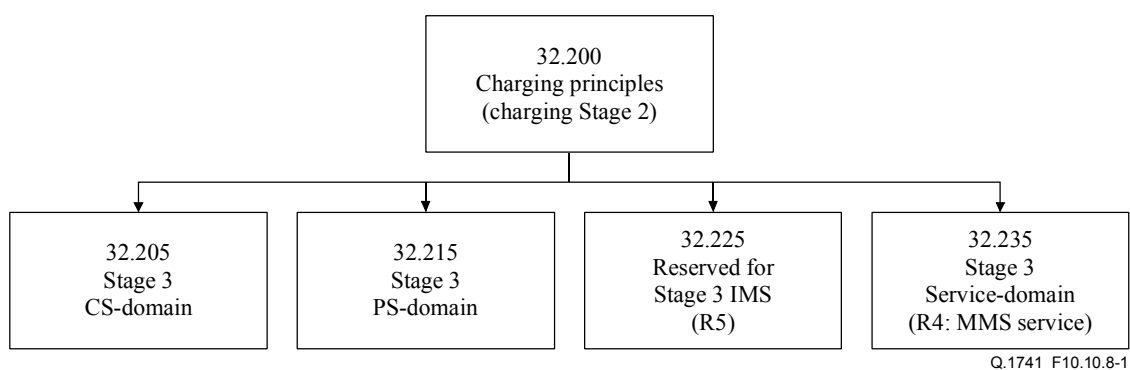 32.200
Charging principles
(charging Stage 2)
32.205
Stage 3
CS-domain
32.215
Stage 3
PS-domain
32.225
Reserved for
Stage 3 IMS
(R5)
32.235
Stage 3
Service-domain
(R4: MMS service)
Q.1741_F10.10.8-1